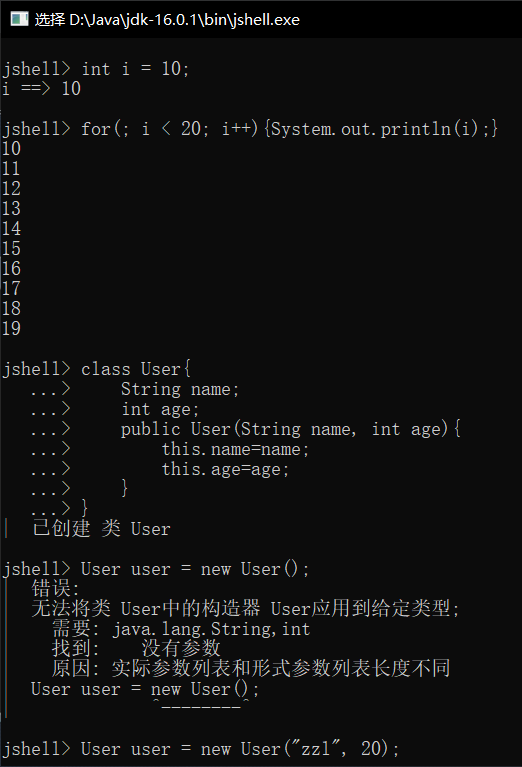 选择 D:\Java\jdk-16.0.1\bin\jshell.exe
jshell> int i = 10;
i ==> 10
jshell> for(; i < 20; i++){System.out.println(i);}
10
11
12
13
14
15
16
17
18
19
jshell> class User{
   ...>     String name;
   ...>     int age;
   ...>     public User(String name, int age){
   ...>         this.name=name;
   ...>         this.age=age;
   ...>     }
   ...> }
|  已创建 类 User
jshell> User user = new User();
|  错误:
|  无法将类 User中的构造器 User应用到给定类型;
|    需要: java.lang.String,int
|    找到:    没有参数
|    原因: 实际参数列表和形式参数列表长度不同
|  User user = new User();
|              ^--------^
jshell> User user = new User("zzl", 20);